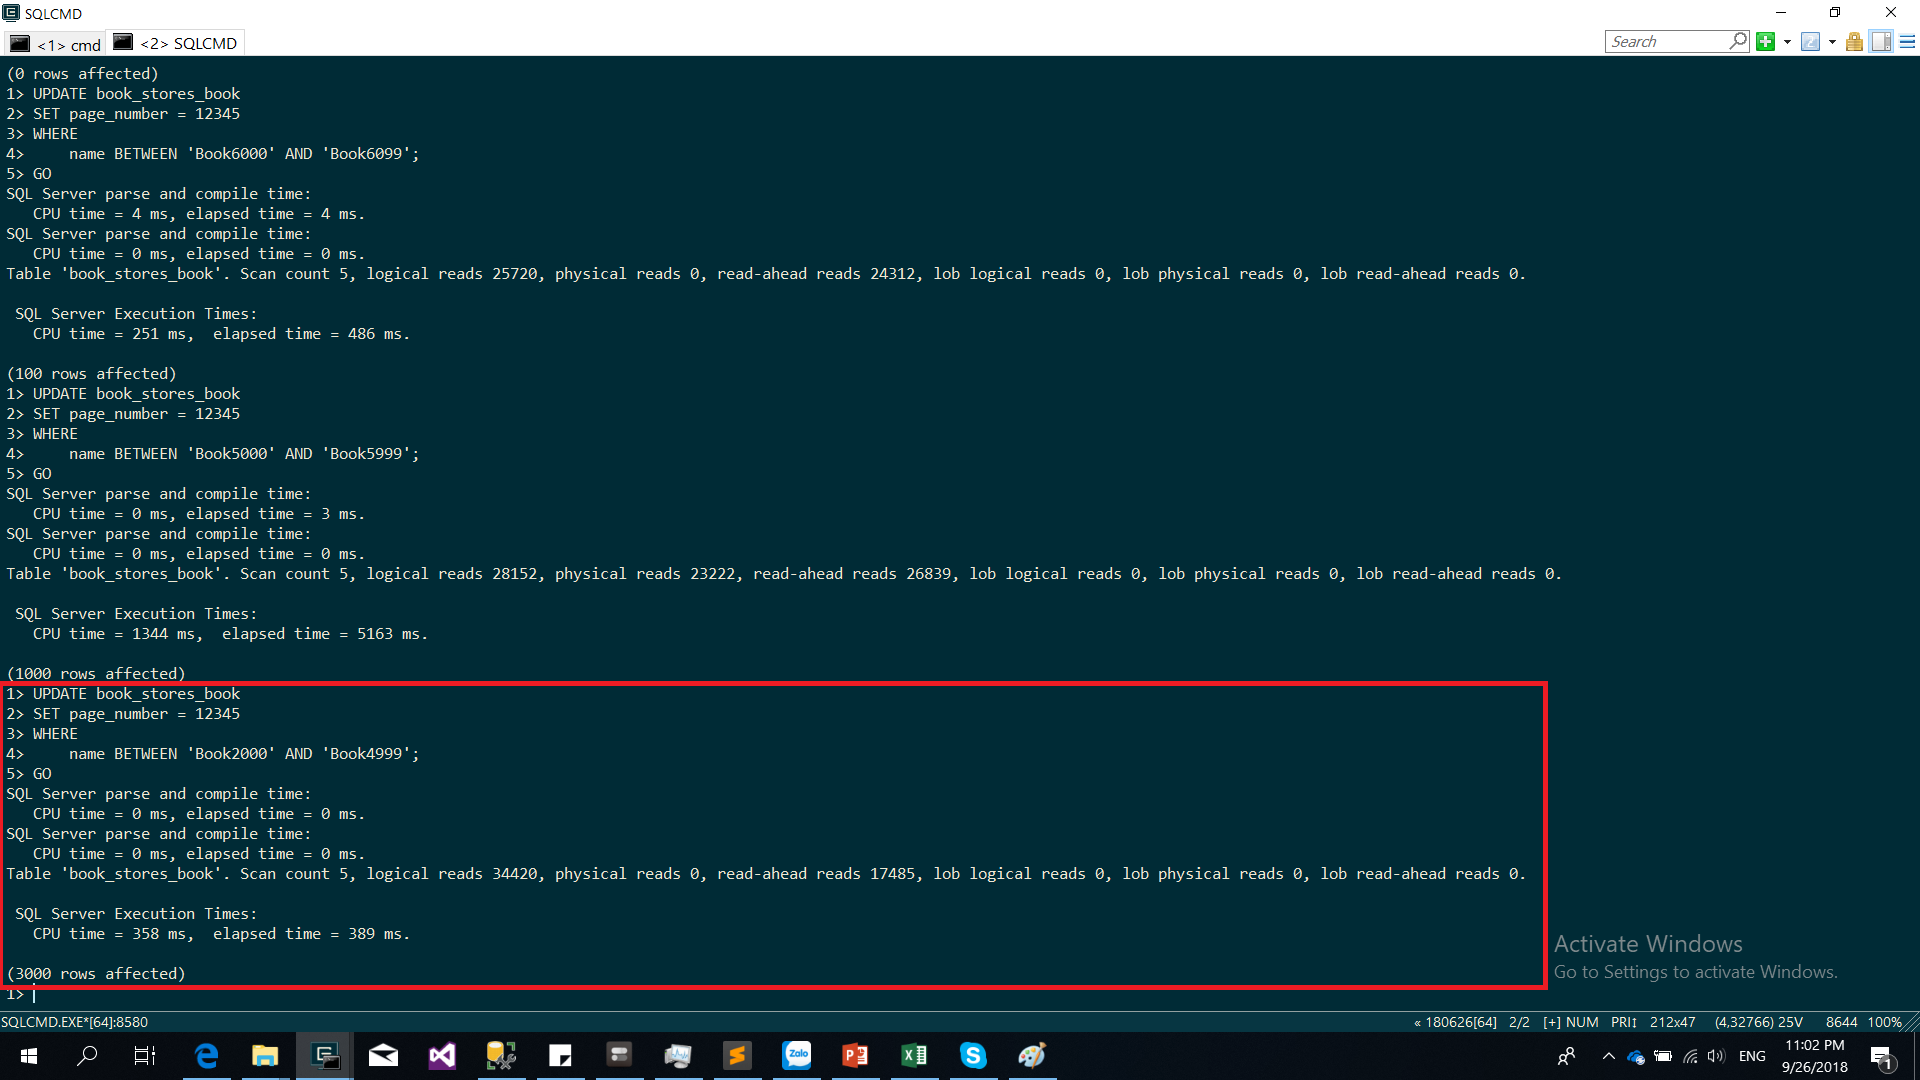 SQLCMD
<1> cmd
<2> SQLCMD
Search
(0 rows affected)
1> UPDATE book_stores_book
2> SET page_number = 12345
3> WHERE
4>     name BETWEEN 'Book6000' AND 'Book6099';
5> GO
SQL Server parse and compile time:
   CPU time = 4 ms, elapsed time = 4 ms.
SQL Server parse and compile time:
   CPU time = 0 ms, elapsed time = 0 ms.
Table 'book_stores_book'. Scan count 5, logical reads 25720, physical reads 0, read-ahead reads 24312, lob logical reads 0, lob physical reads 0, lob read-ahead reads 0.
 SQL Server Execution Times:
   CPU time = 251 ms,  elapsed time = 486 ms.
(100 rows affected)
1> UPDATE book_stores_book
2> SET page_number = 12345
3> WHERE
4>     name BETWEEN 'Book5000' AND 'Book5999';
5> GO
SQL Server parse and compile time:
   CPU time = 0 ms, elapsed time = 3 ms.
SQL Server parse and compile time:
   CPU time = 0 ms, elapsed time = 0 ms.
Table 'book_stores_book'. Scan count 5, logical reads 28152, physical reads 23222, read-ahead reads 26839, lob logical reads 0, lob physical reads 0, lob read-ahead reads 0.
 SQL Server Execution Times:
   CPU time = 1344 ms,  elapsed time = 5163 ms.
(1000 rows affected)
1> UPDATE book_stores_book
2> SET page_number = 12345
3> WHERE
4>     name BETWEEN 'Book2000' AND 'Book4999';
5> GO
SQL Server parse and compile time:
   CPU time = 0 ms, elapsed time = 0 ms.
SQL Server parse and compile time:
   CPU time = 0 ms, elapsed time = 0 ms.
Table 'book_stores_book'. Scan count 5, logical reads 34420, physical reads 0, read-ahead reads 17485, lob logical reads 0, lob physical reads 0, lob read-ahead reads 0.
 SQL Server Execution Times:
   CPU time = 358 ms,  elapsed time = 389 ms.
(3000 rows affected)
1>
Activate Windows
Go to Settings to activate Windows.
SQLCMD.EXE*[64]:8580
« 180626[64] 2/2 [+] NUM PRI↕ 212x47 (4,32766) 25V 8644 100%
Zalo
ENG
11:02 PM
9/26/2018
1